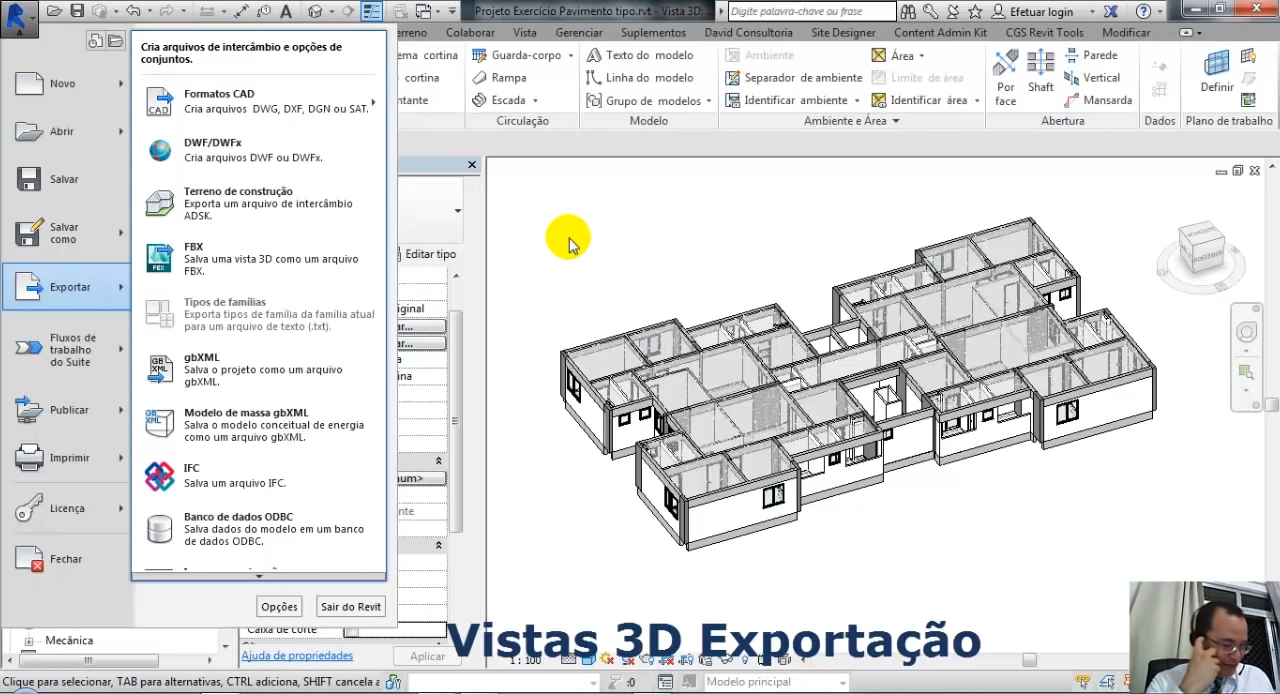 Projeto Exercício Pavimento tipo.rvt - Vista 3D:
Digite palavra-chave ou frase
Efetuar login
Colaborar
Vista
Gerenciar
Suplementos
David Consultoria
Site Designer
Content Admin Kit
CGS Revit Tools
Modificar
Guarda-corpo
Rampa
Escada
Circulação
Texto do modelo
Linha do modelo
Grupo de modelos
Modelo
Ambiente
Separador de ambiente
Identificar ambiente
Área
Limite de área
Identificar área
Ambiente e Área
Por face
Shaft
Parede
Vertical
Mansarda
Abertura
Dados
Definir
Plano de trabalho
Novo
Abrir
Salvar
Salvar como
Exportar
Fluxos de trabalho do Suite
Publicar
Imprimir
Licença
Fechar
Cria arquivos de intercâmbio e opções de
conjuntos.
Formatos CAD
Cria arquivos DWG, DXF, DGN ou SAT.
DWF/DWFx
Cria arquivos DWF ou DWFx.
Terreno de construção
Exporta um arquivo de intercâmbio
ADSK.
FBX
Salva uma vista 3D como um arquivo
FBX.
Tipos de famílias
Exporta tipos de família da família atual
para um arquivo de texto (.txt).
gbXML
Salva o projeto como um arquivo
gbXML.
Modelo de massa gbXML
Salva o modelo conceitual de energia
como um arquivo gbXML.
IFC
Salva um arquivo IFC.
Banco de dados ODBC
Salva dados do modelo em um banco
de dados ODBC.
Opções
Sair do Revit
Editar tipo
Mecânica
Caixa de corte
Ajuda de propriedades
Aplicar
1 : 100
Vistas 3D Exportação
Clique para selecionar, TAB para alternativas, CTRL adiciona, SHIFT cancela a
:0
Modelo principal